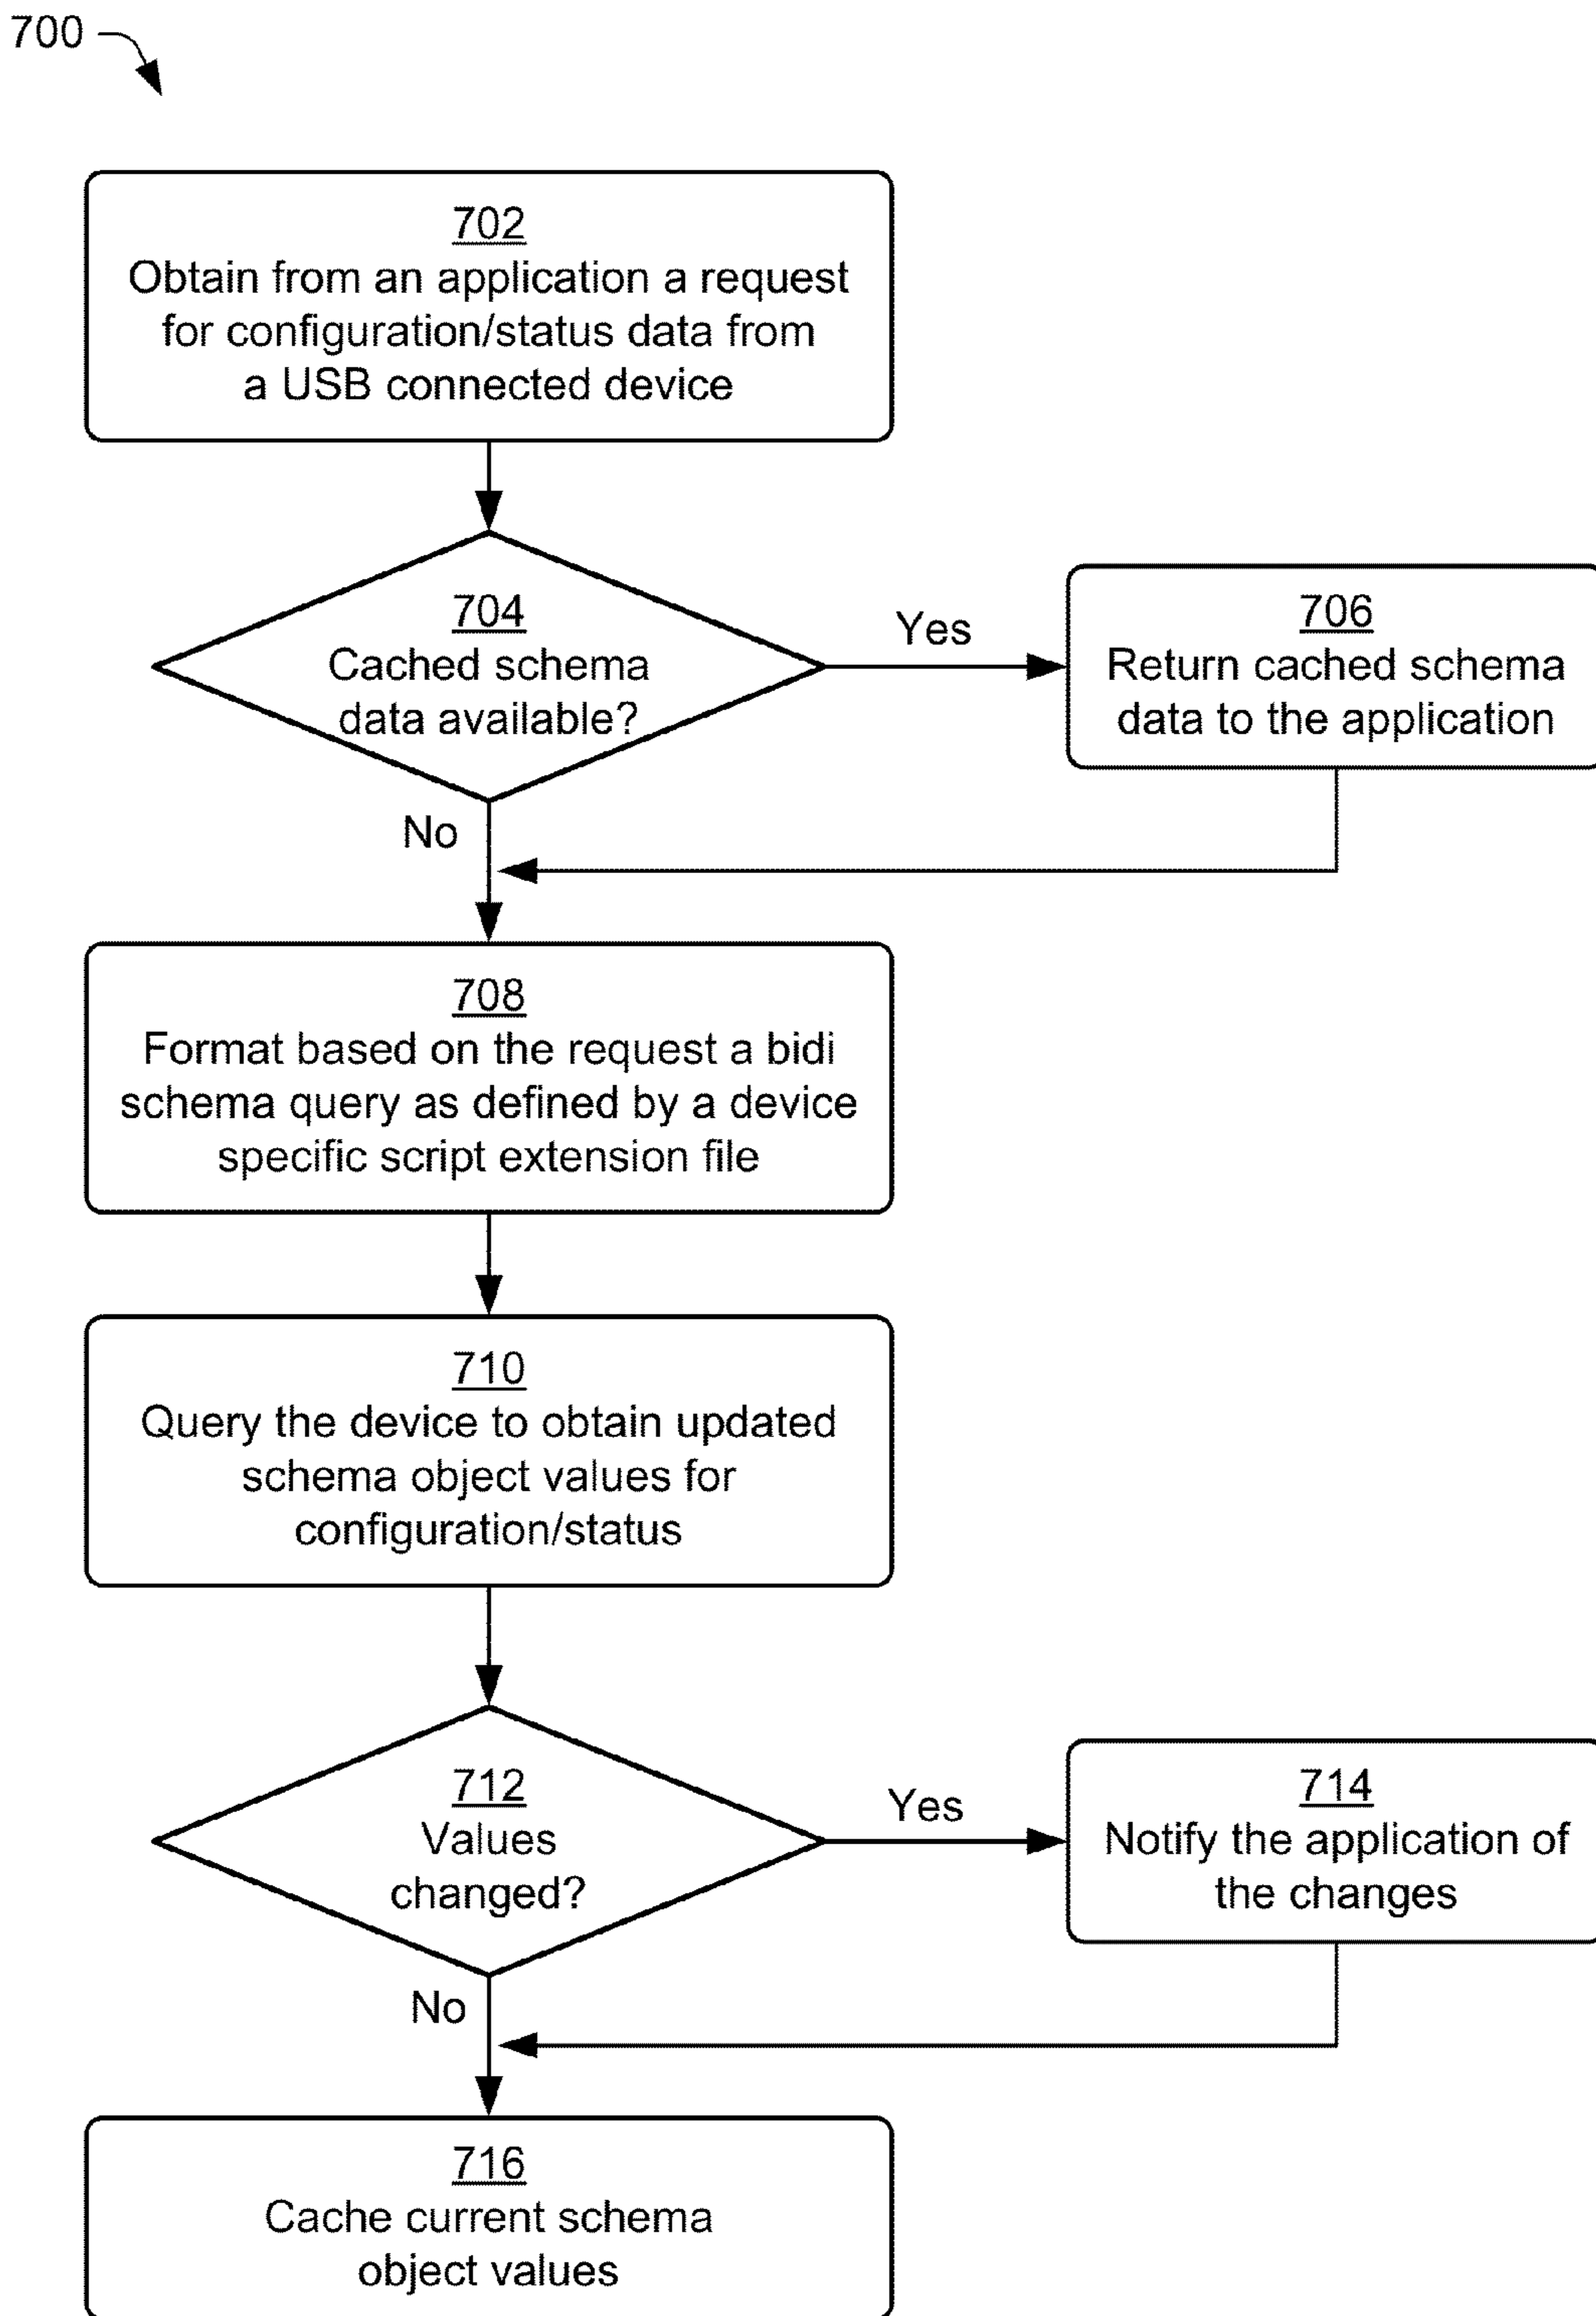 700
702
Obtain from an application a request
for configuration/status data from
a USB connected device
704
Cached schema
data available?
Yes
706
Return cached schema
data to the application
No
708
Format based on the request a bidi
schema query as defined by a device
specific script extension file
710
Query the device to obtain updated
schema object values for
configuration/status
712
Values
changed?
Yes
714
Notify the application of
the changes
No
716
Cache current schema
object values